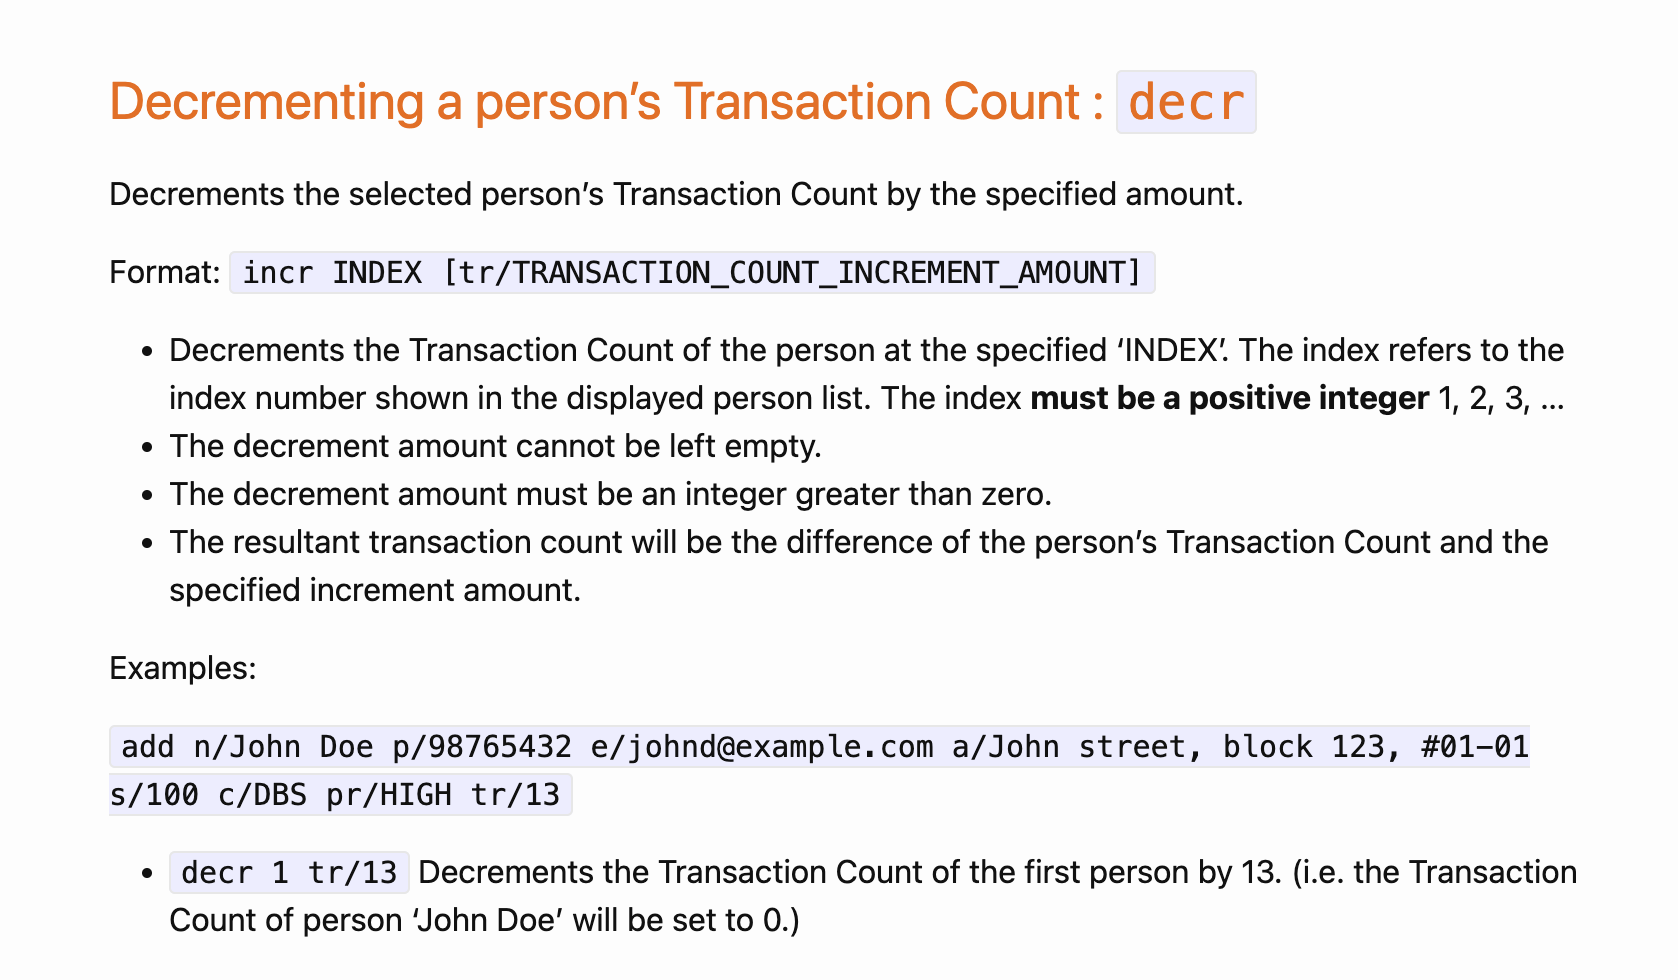 Decrementing a person’s Transaction Count : decr
Decrements the selected person’s Transaction Count by the specified amount.
Format: incr INDEX [tr/TRANSACTION_COUNT_INCREMENT_AMOUNT]
• Decrements the Transaction Count of the person at the specified ‘INDEX’. The index refers to the
index number shown in the displayed person list. The index must be a positive integer 1, 2, 3, …
• The decrement amount cannot be left empty.
• The decrement amount must be an integer greater than zero.
• The resultant transaction count will be the difference of the person’s Transaction Count and the
specified increment amount.
Examples:
add n/John Doe p/98765432 e/johnd@example.com a/John street, block 123, #01-01
s/100 c/DBS pr/HIGH tr/13
• decr 1 tr/13 Decrements the Transaction Count of the first person by 13. (i.e. the Transaction
Count of person ‘John Doe’ will be set to 0.)